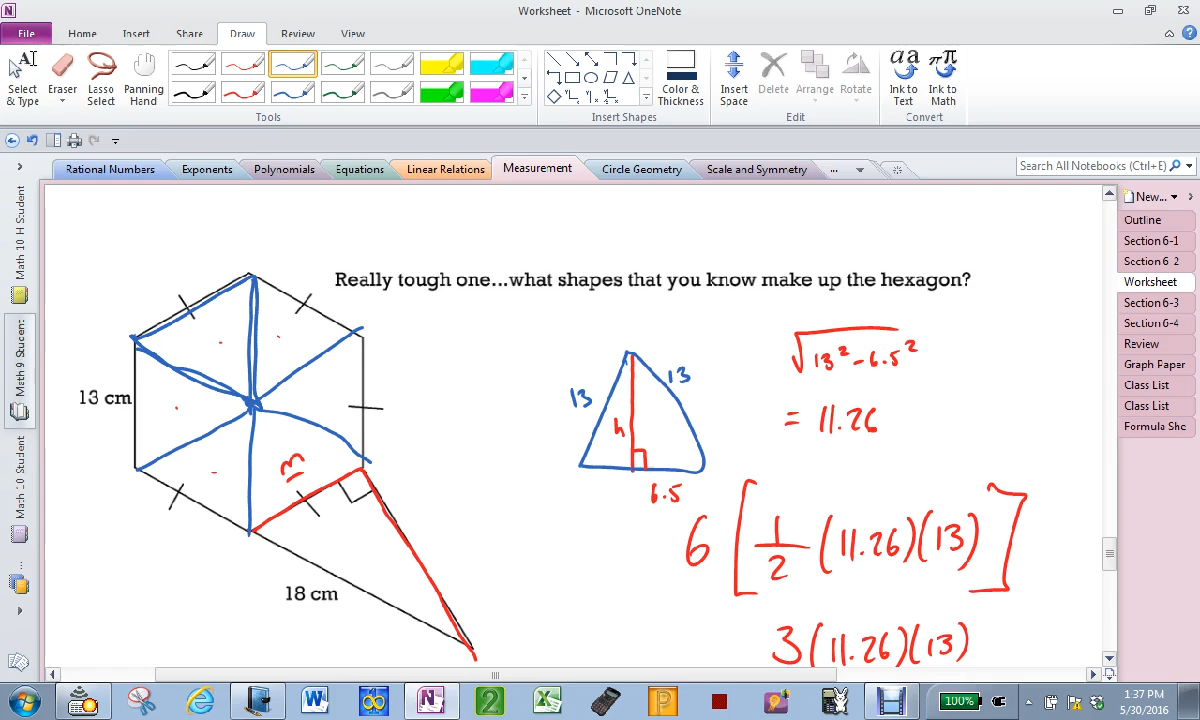 Worksheet - Microsoft OneNote
File Home Insert Share Draw Review View
Select & Type Eraser Lasso Select Panning Hand Color & Thickness Insert Space Delete Arrange Rotate Ink to Text Ink to Math
Tools Insert Shapes Edit Convert
Rational Numbers Exponents Polynomials Equations Linear Relations Measurement Circle Geometry Scale and Symmetry ... Search All Notebooks (Ctrl+E)
Math 10 H Student
Math 9 Student
Math 10 Student
New...
Outline
Section 6-1
Section 6-2
Worksheet
Section 6-3
Section 6-4
Review
Graph Paper
Class List
Class List
Formula She
Really tough one...what shapes that you know make up the hexagon?
13 cm
18 cm
13 13
h
6.5
√13² - 6.5²
= 11.26
6 [ 1/2 (11.26)(13) ]
3(11.26)(13)
100% 1:37 PM
5/30/2016